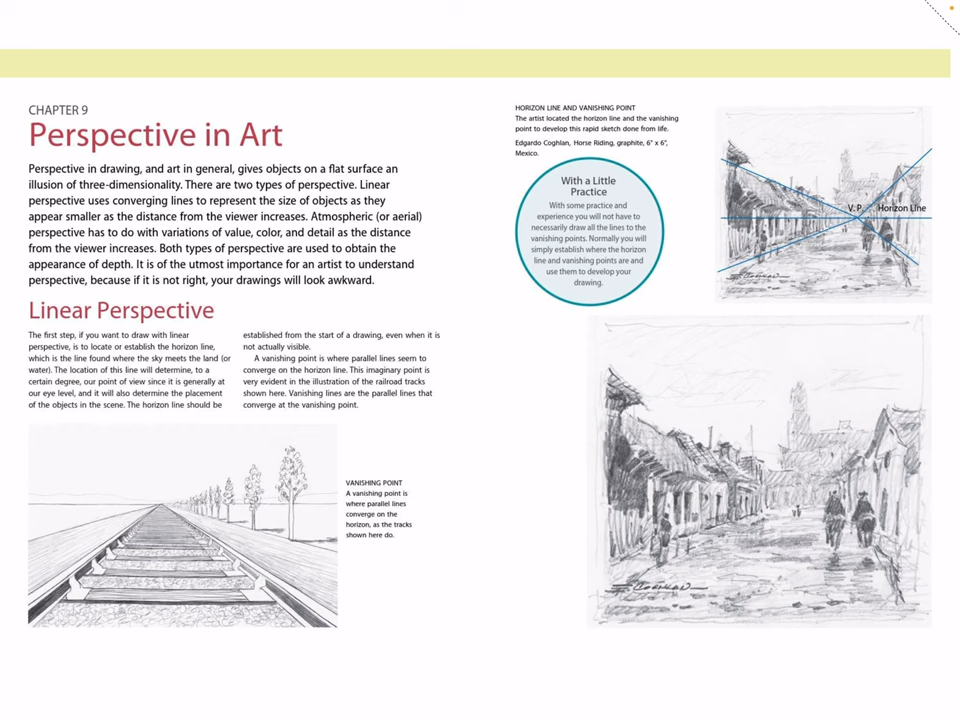 CHAPTER 9
Perspective in Art
Perspective in drawing, and art in general, gives objects on a flat surface an
illusion of three-dimensionality. There are two types of perspective. Linear
perspective uses converging lines to represent the size of objects as they
appear smaller as the distance from the viewer increases. Atmospheric (or aerial)
perspective has to do with variations of value, color, and detail as the distance
from the viewer increases. Both types of perspective are used to obtain the
appearance of depth. It is of the utmost importance for an artist to understand
perspective, because if it is not right, your drawings will look awkward.
Linear Perspective
The first step, if you want to draw with linear
perspective, is to locate or establish the horizon line,
which is the line found where the sky meets the land (or
water). The location of this line will determine, to a
certain degree, our point of view since it is generally at
our eye level, and it will also determine the placement
of the objects in the scene. The horizon line should be
established from the start of a drawing, even when it is
not actually visible.
A vanishing point is where parallel lines seem to
converge on the horizon line. This imaginary point is
very evident in the illustration of the railroad tracks
shown here. Vanishing lines are the parallel lines that
converge at the vanishing point.
VANISHING POINT
A vanishing point is
where parallel lines
converge on the
horizon, as the tracks
shown here do.
HORIZON LINE AND VANISHING POINT
The artist located the horizon line and the vanishing
point to develop this rapid sketch done from life.
Edgardo Coghlan, Horse Riding, graphite, 6" x 6",
Mexico.
With a Little
Practice
With some practice and
experience you will not have to
necessarily draw all the lines to the
vanishing points. Normally you will
simply establish where the horizon
line and vanishing points are and
use them to develop your
drawing.
V. P.
Horizon Line
E COGHLAN